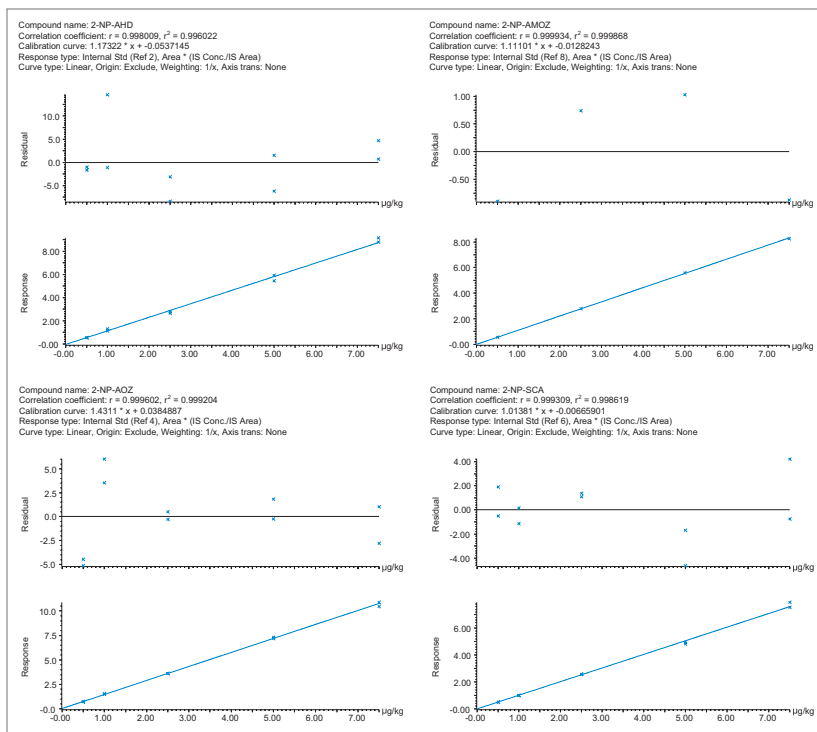 Compound name: 2-NP-AHD
Correlation coefficient: r = 0.998009, r² = 0.996022
Calibration curve: 1.17322 * x + -0.0537145
Response type: Internal Std (Ref 2), Area * (IS Conc./IS Area)
Curve type: Linear, Origin: Exclude, Weighting: 1/x, Axis trans: None
Residual
10.0
5.0
0.0
-5.0
µg/kg
Response
8.00
6.00
4.00
2.00
-0.00
-0.00 1.00 2.00 3.00 4.00 5.00 6.00 7.00
µg/kg
Compound name: 2-NP-AMOZ
Correlation coefficient: r = 0.999934, r² = 0.999868
Calibration curve: 1.11101 * x + -0.0128243
Response type: Internal Std (Ref 8), Area * (IS Conc./IS Area)
Curve type: Linear, Origin: Exclude, Weighting: 1/x, Axis trans: None
Residual
1.00
0.50
0.00
-0.50
µg/kg
Response
8.00
6.00
4.00
2.00
-0.00
-0.00 1.00 2.00 3.00 4.00 5.00 6.00 7.00
µg/kg
Compound name: 2-NP-AOZ
Correlation coefficient: r = 0.999602, r² = 0.999204
Calibration curve: 1.4311 * x + 0.0384887
Response type: Internal Std (Ref 4), Area * (IS Conc./IS Area)
Curve type: Linear, Origin: Exclude, Weighting: 1/x, Axis trans: None
Residual
5.0
2.5
0.0
-2.5
-5.0
µg/kg
Response
10.0
7.5
5.0
2.5
-0.0
-0.00 1.00 2.00 3.00 4.00 5.00 6.00 7.00
µg/kg
Compound name: 2-NP-SCA
Correlation coefficient: r = 0.999309, r² = 0.998619
Calibration curve: 1.01381 * x + -0.00665901
Response type: Internal Std (Ref 6), Area * (IS Conc./IS Area)
Curve type: Linear, Origin: Exclude, Weighting: 1/x, Axis trans: None
Residual
4.00
2.00
0.00
-2.00
-4.00
µg/kg
Response
6.00
4.00
2.00
-0.00
-0.00 1.00 2.00 3.00 4.00 5.00 6.00 7.00
µg/kg